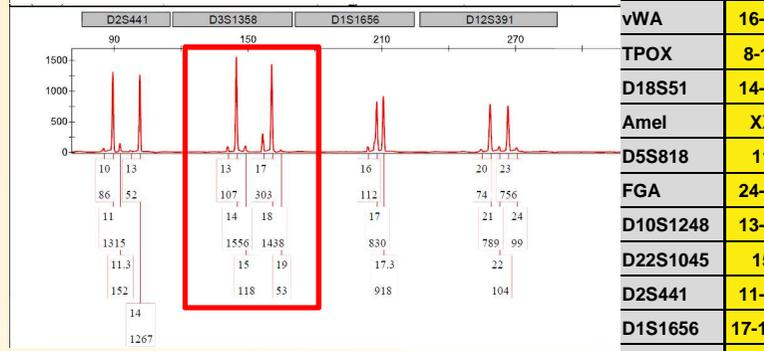 D2S441 D3S1358 D1S1656 D12S391
90 150 210 270
1500
1000
500
0
10 13 13 17 16 20 23
86 52 107 303 112 74 756
11 14 18 17 21 24
1315 1556 1438 830 789 99
11.3 15 19 17.3 22
152 118 53 918 104
14
1267
vWA 16-
TPOX 8-
D18S51 14-
Amel
D5S818
FGA 24-
D10S1248 13-
D22S1045
D2S441 11-
D1S1656